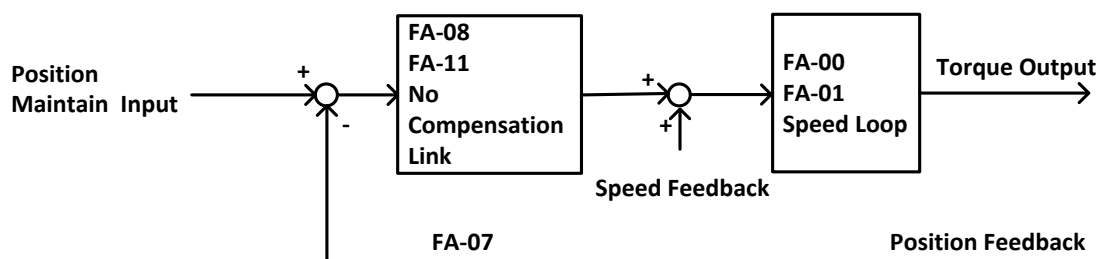 Position
Maintain Input
+
-
FA-08
FA-11
No
Compensation
Link
+
+
Speed Feedback
FA-00
FA-01
Speed Loop
Torque Output
FA-07
Position Feedback